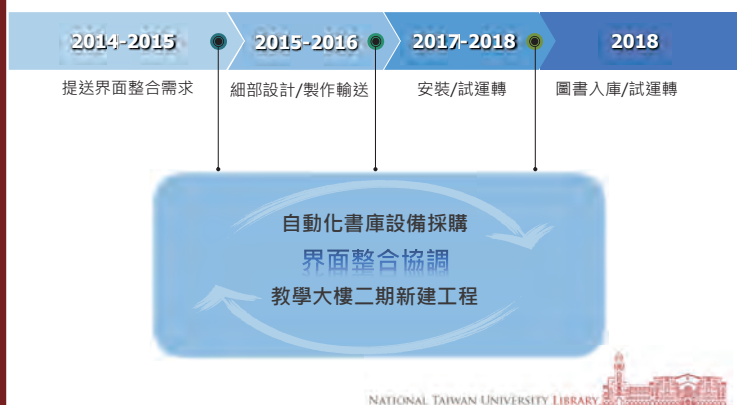 2014-2015
2015-2016
2017-2018
2018
提送界面整合需求
細部設計/製作輸送
安裝/試運轉
圖書入庫/試運轉
自動化書庫設備採購
界面整合協調
教學大樓二期新建工程
NATIONAL TAIWAN UNIVERSITY LIBRARY